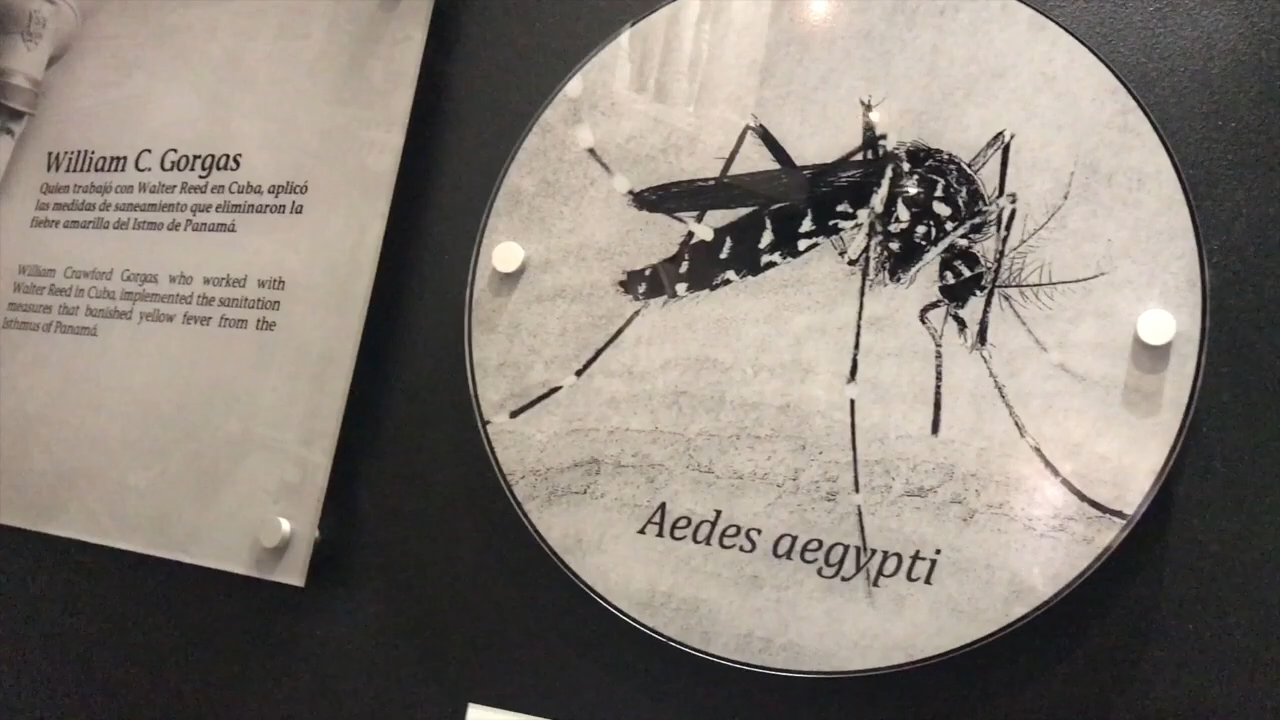 William C. Gorgas
Quien trabajó con Walter Reed en Cuba, aplicó
las medidas de saneamiento que eliminaron la
fiebre amarilla del Istmo de Panamá.
William Crawford Gorgas, who worked with
Walter Reed in Cuba, implemented the sanitation
measures that banished yellow fever from the
Isthmus of Panamá.
Aedes aegypti